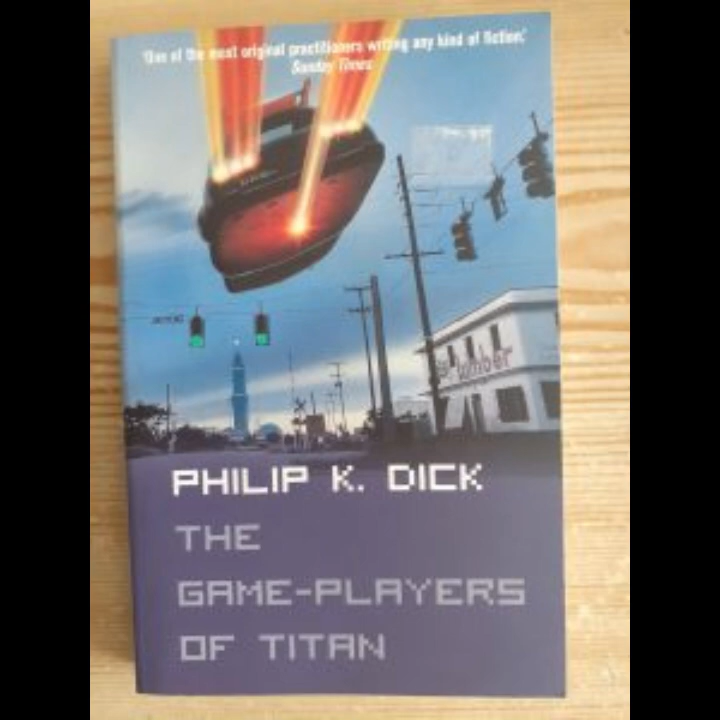 'One of the most original practitioners writing any kind of fiction.'
Sunday Times
lumber
PHILIP K. DICK
THE
GAME-PLAYERS
OF TITAN